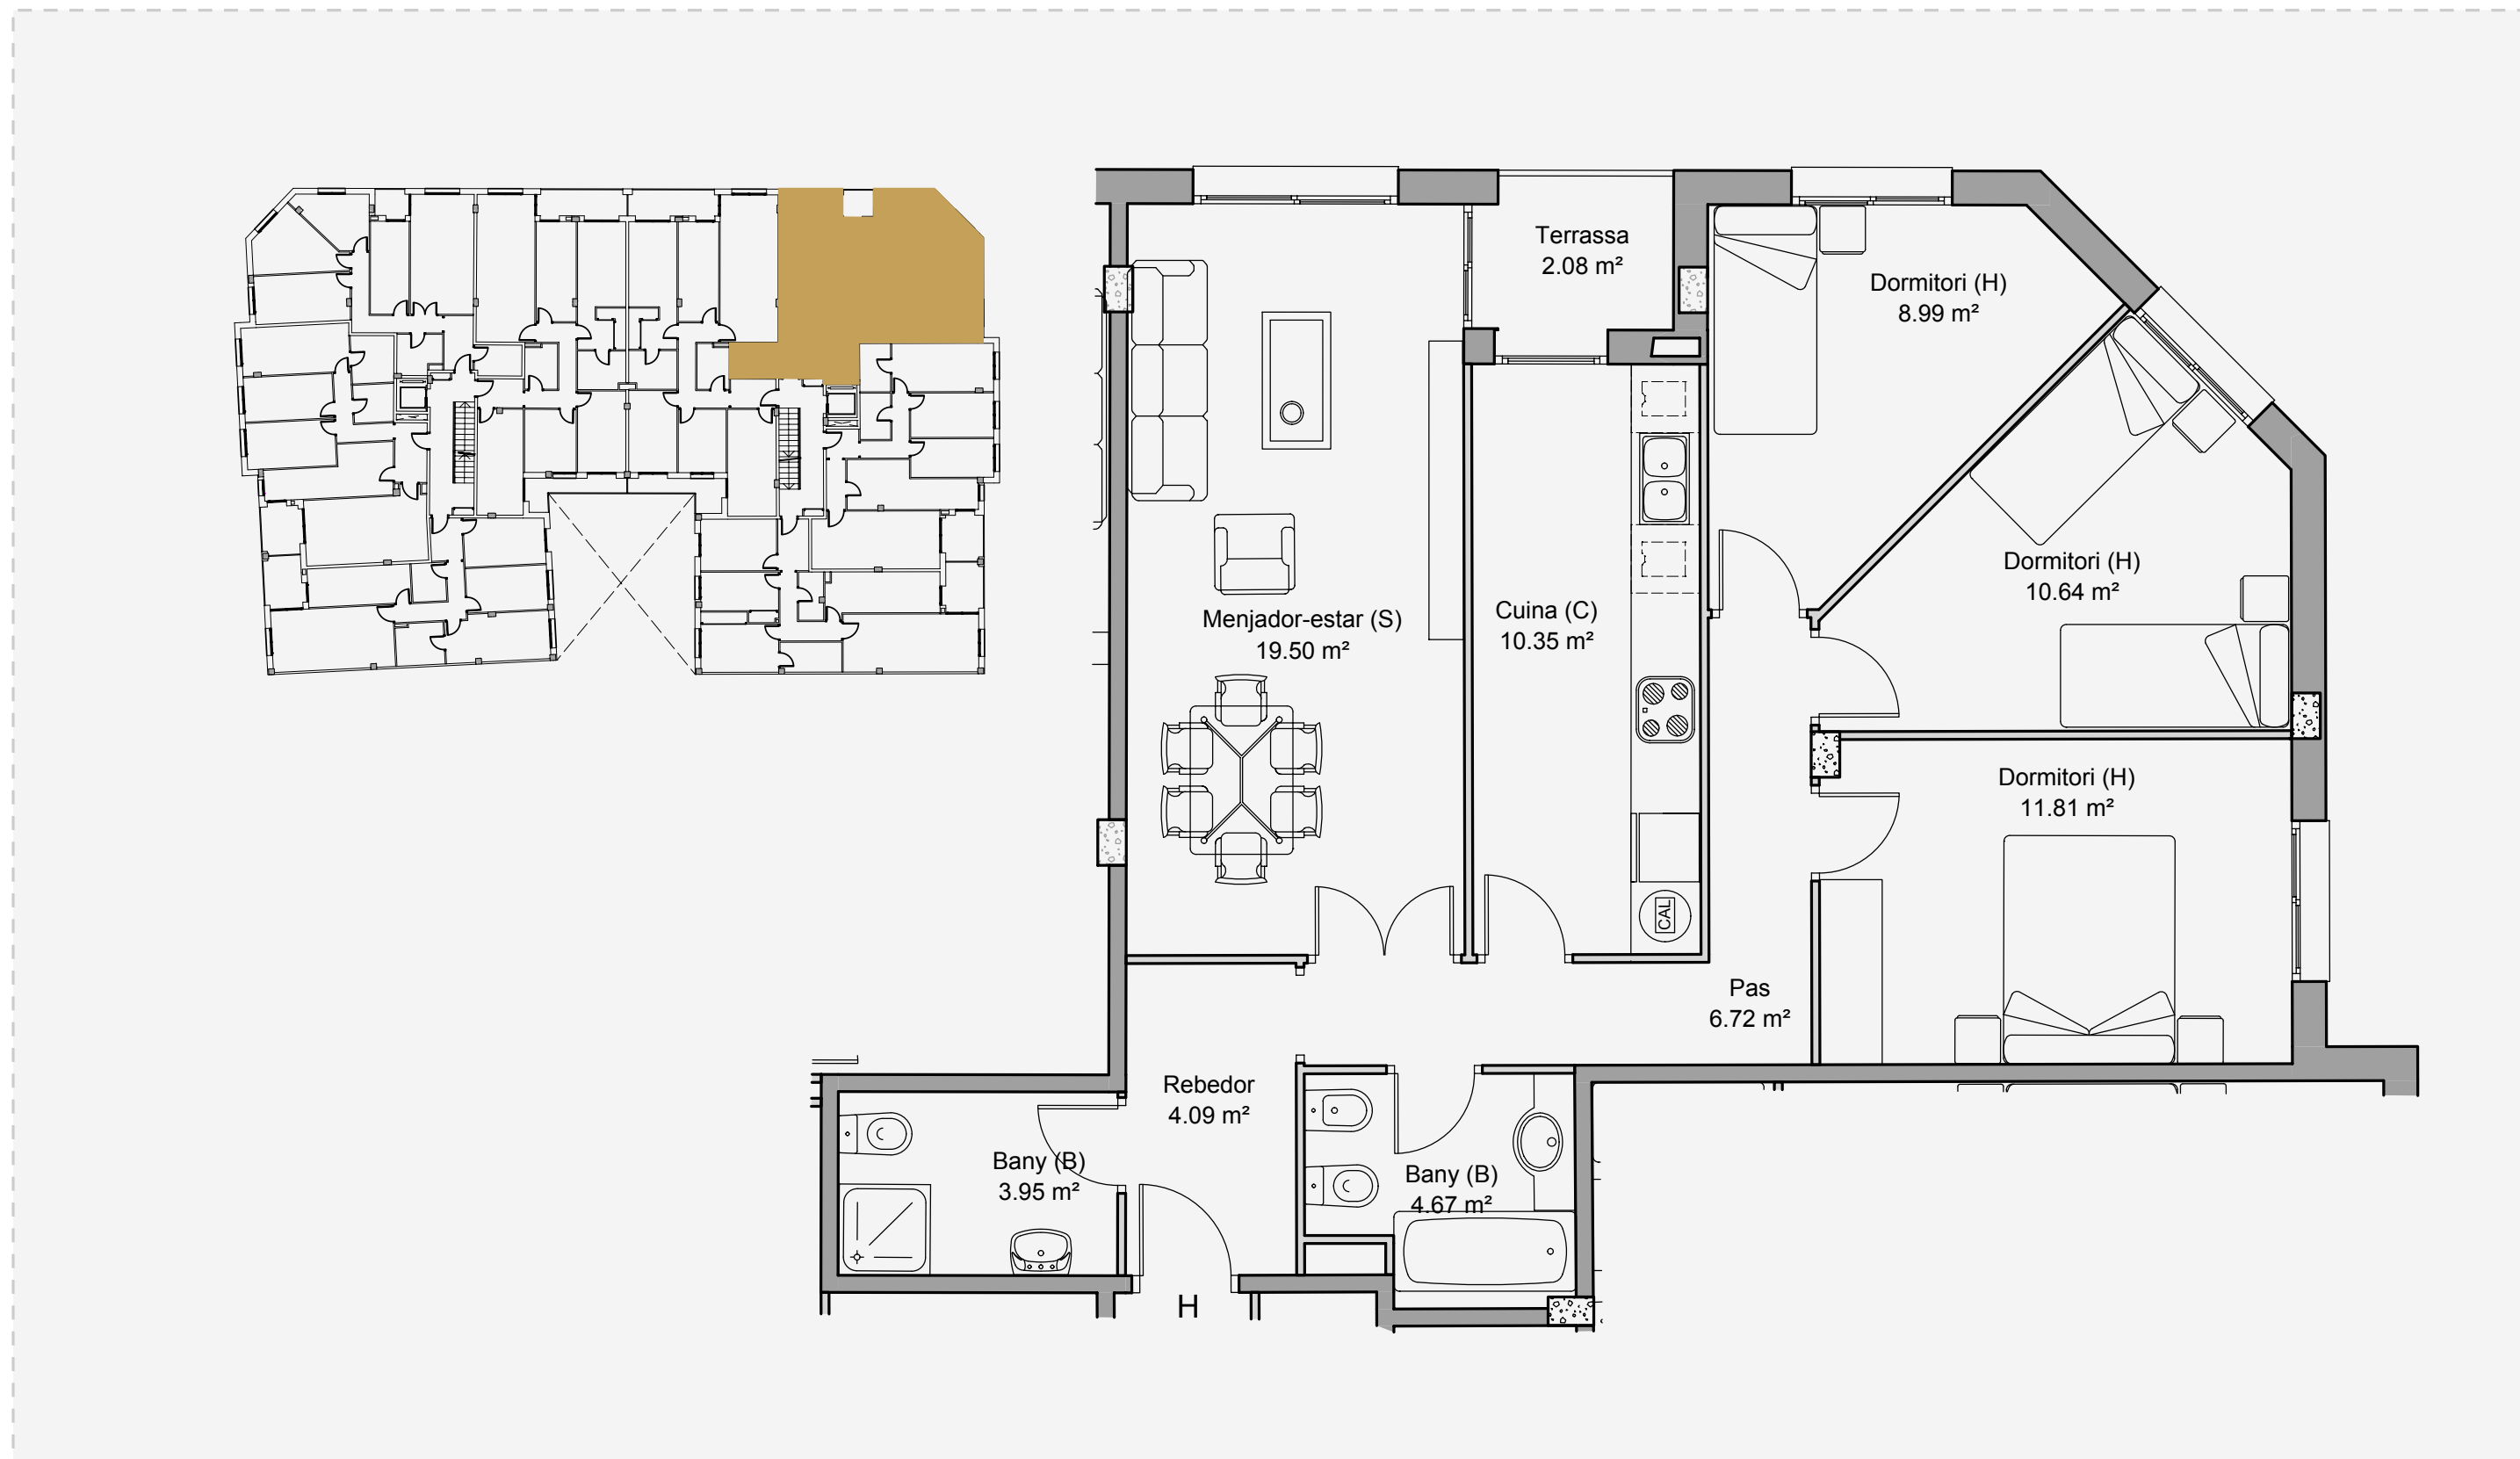 Terrassa
2.08 m²
Dormitori (H)
8.99 m²
Dormitori (H)
10.64 m²
Menjador-estar (S)
19.50 m²
Cuina (C)
10.35 m²
Dormitori (H)
11.81 m²
CAL
Pas
6.72 m²
Rebedor
4.09 m²
Bany (B)
3.95 m²
Bany (B)
4.67 m²
H